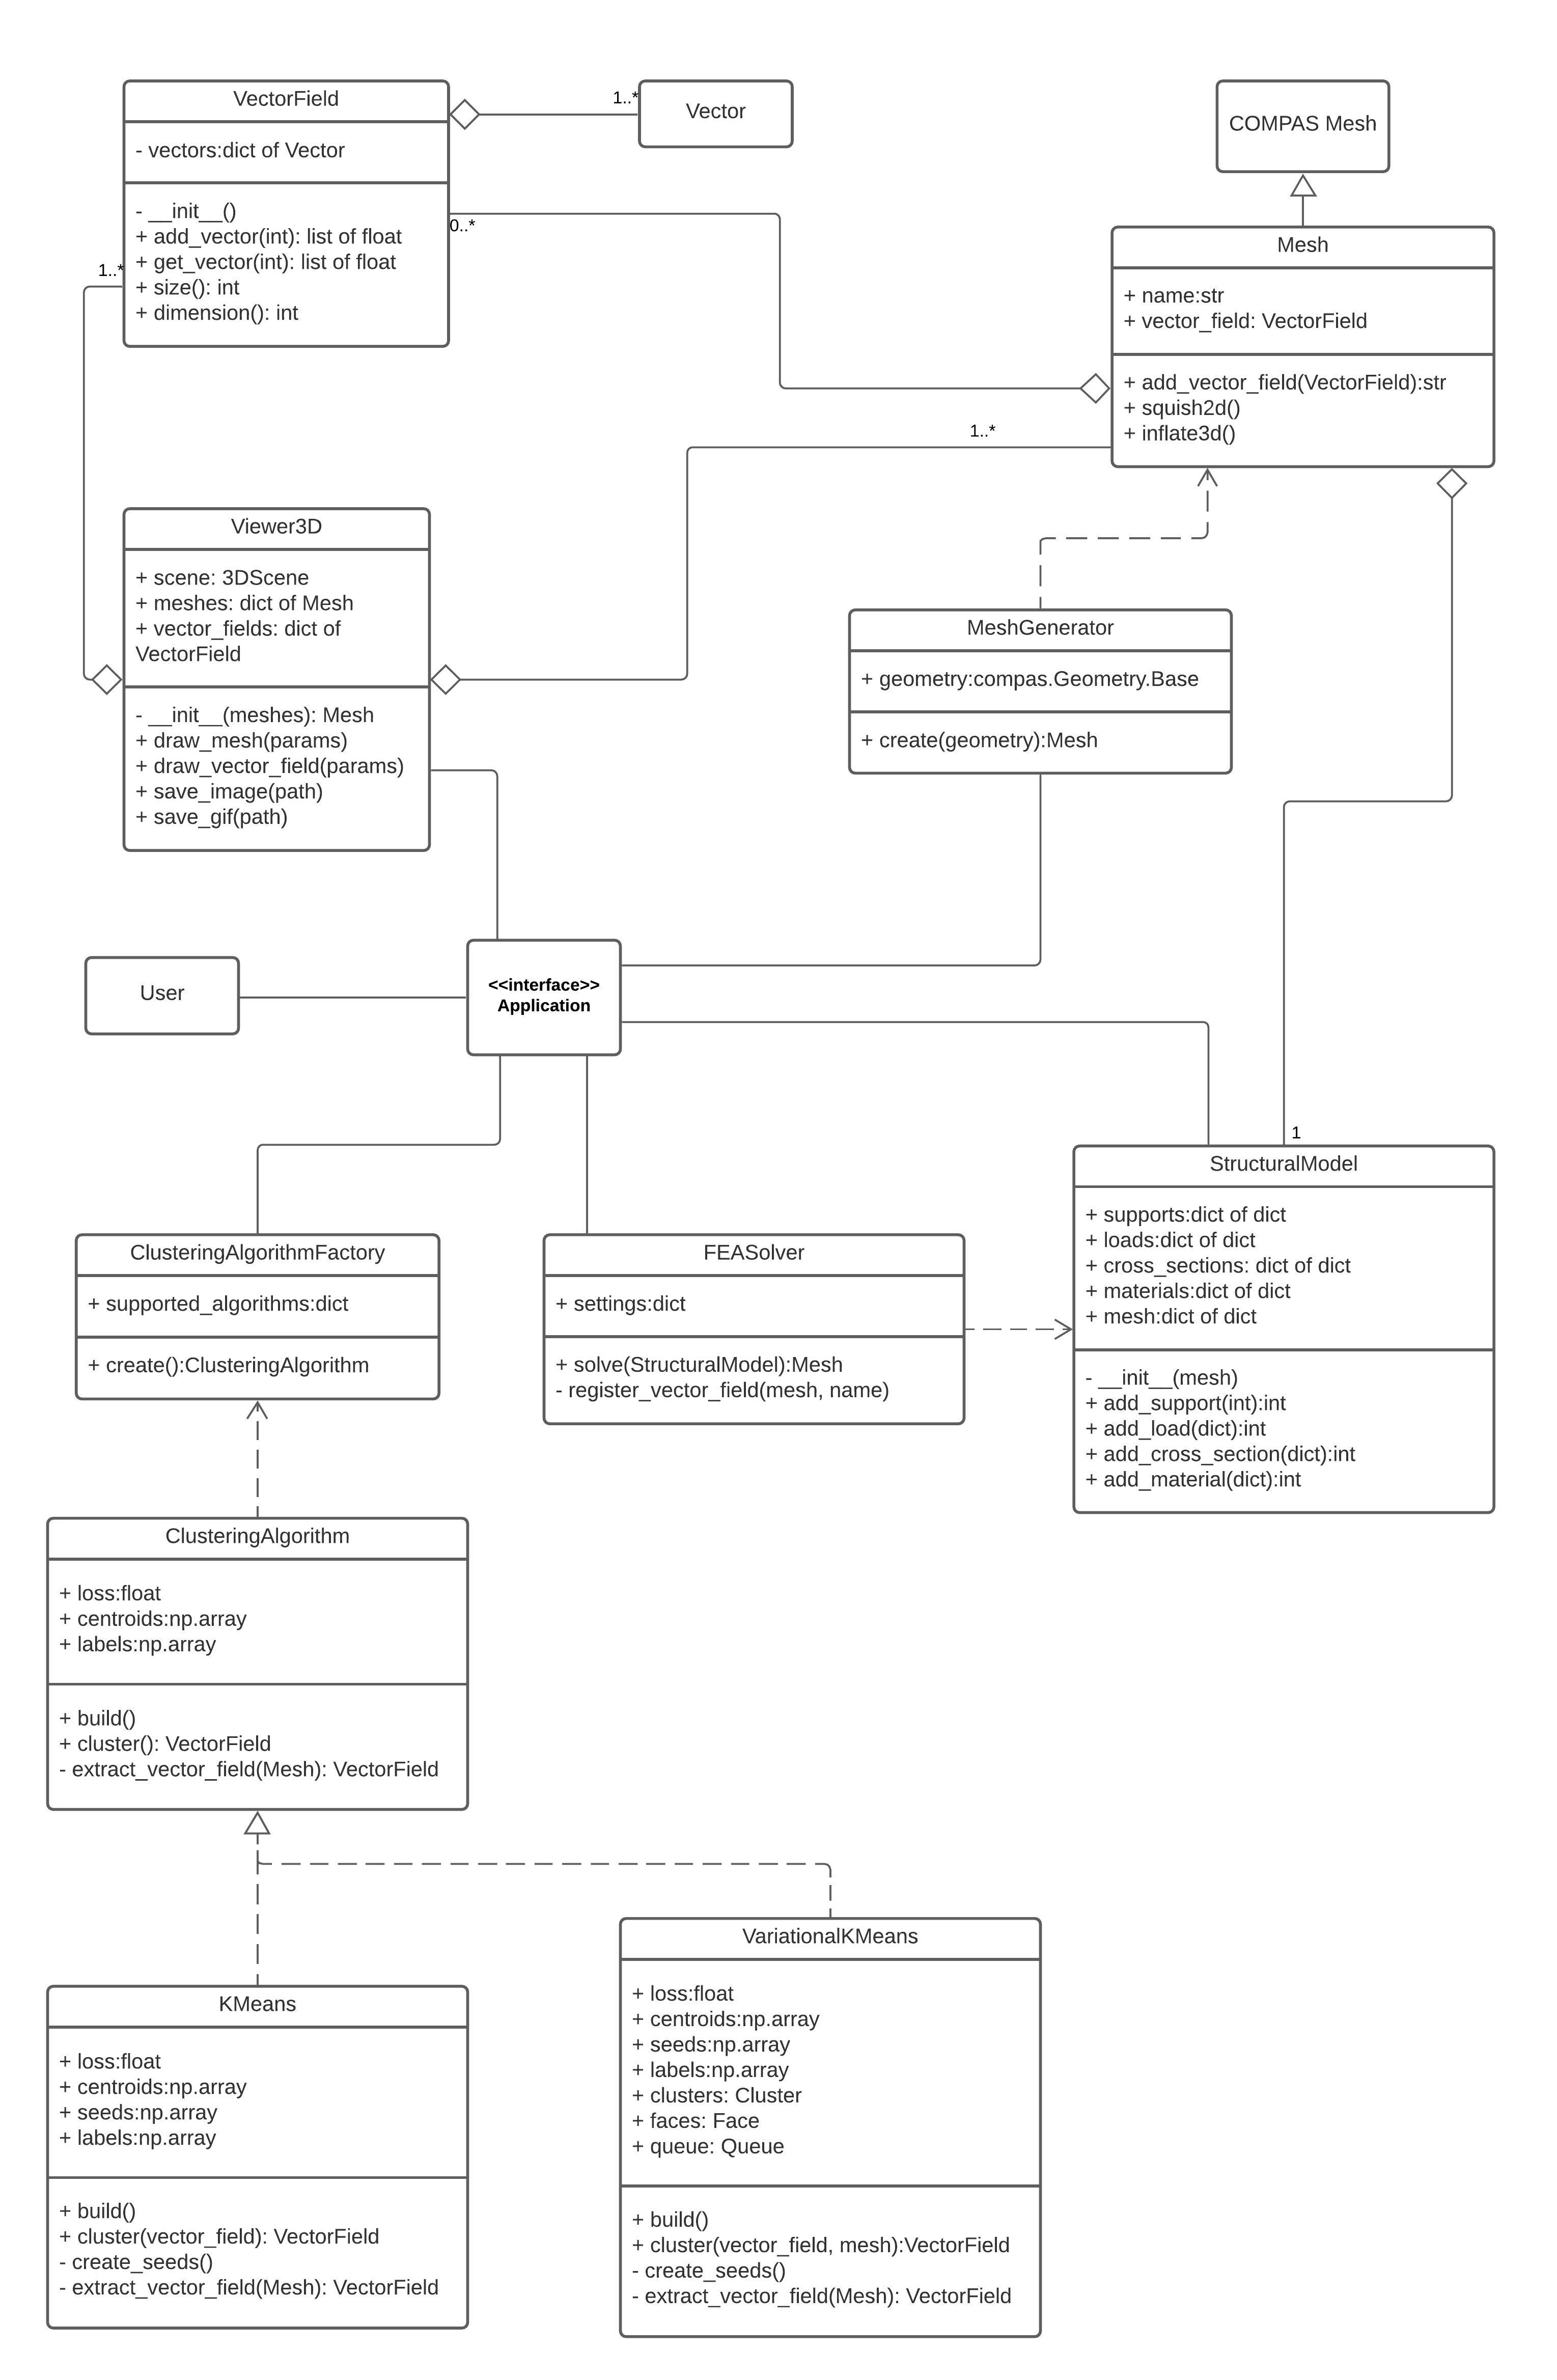 VectorField
- vectors:dict of Vector
- __init__()
+ add_vector(int): list of float
+ get_vector(int): list of float
+ size(): int
+ dimension(): int
1..*
Vector
COMPAS Mesh
0..*
1..*
Mesh
+ name:str
+ vector_field: VectorField
+ add_vector_field(VectorField):str
+ squish2d()
+ inflate3d()
1..*
Viewer3D
+ scene: 3DScene
+ meshes: dict of Mesh
+ vector_fields: dict of
VectorField
- __init__(meshes): Mesh
+ draw_mesh(params)
+ draw_vector_field(params)
+ save_image(path)
+ save_gif(path)
MeshGenerator
+ geometry:compas.Geometry.Base
+ create(geometry):Mesh
User
<<interface>>
Application
1
StructuralModel
+ supports:dict of dict
+ loads:dict of dict
+ cross_sections: dict of dict
+ materials:dict of dict
+ mesh:dict of dict
- __init__(mesh)
+ add_support(int):int
+ add_load(dict):int
+ add_cross_section(dict):int
+ add_material(dict):int
ClusteringAlgorithmFactory
+ supported_algorithms:dict
+ create():ClusteringAlgorithm
FEASolver
+ settings:dict
+ solve(StructuralModel):Mesh
- register_vector_field(mesh, name)
ClusteringAlgorithm
+ loss:float
+ centroids:np.array
+ labels:np.array
+ build()
+ cluster(): VectorField
- extract_vector_field(Mesh): VectorField
KMeans
+ loss:float
+ centroids:np.array
+ seeds:np.array
+ labels:np.array
+ build()
+ cluster(vector_field): VectorField
- create_seeds()
- extract_vector_field(Mesh): VectorField
VariationalKMeans
+ loss:float
+ centroids:np.array
+ seeds:np.array
+ labels:np.array
+ clusters: Cluster
+ faces: Face
+ queue: Queue
+ build()
+ cluster(vector_field, mesh):VectorField
- create_seeds()
- extract_vector_field(Mesh): VectorField